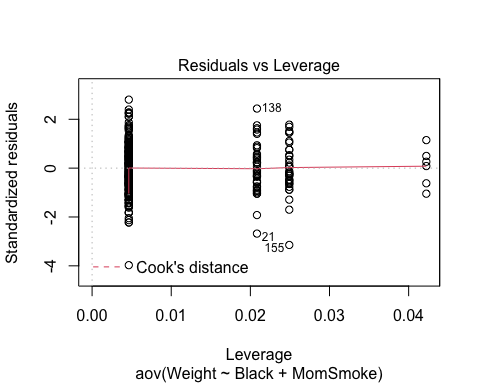 Residuals vs Leverage
Standardized residuals
2
0
-2
-4
138
21
155
Cook's distance
0.00 0.01 0.02 0.03 0.04
Leverage
aov(Weight ~ Black + MomSmoke)